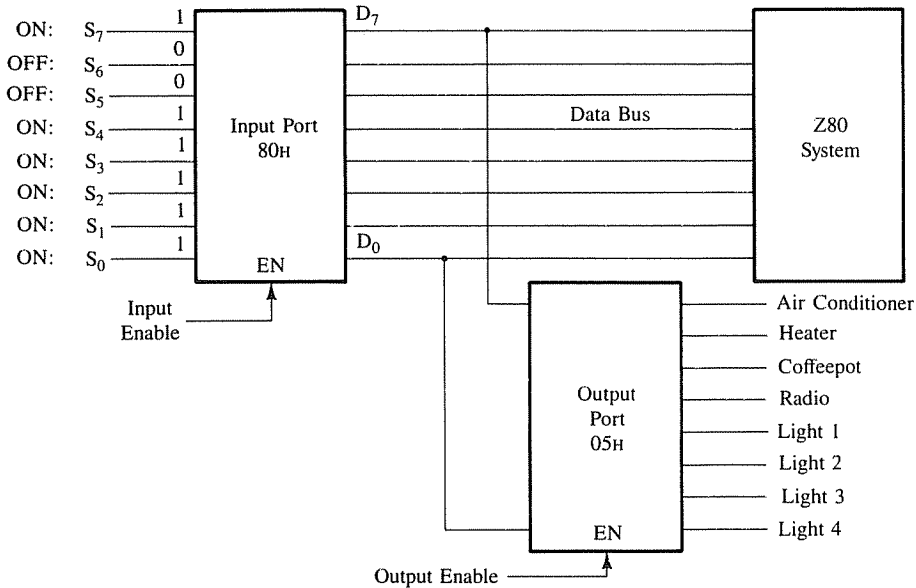 ON: S7 1
OFF: S6 0
OFF: S5 0
ON: S4 1
ON: S3 1
ON: S2 1
ON: S1 1
ON: S0 1
Input Port
80H
EN
Input
Enable
D7
D0
Data Bus
Z80
System
Output
Port
05H
EN
Output Enable
Air Conditioner
Heater
Coffeepot
Radio
Light 1
Light 2
Light 3
Light 4